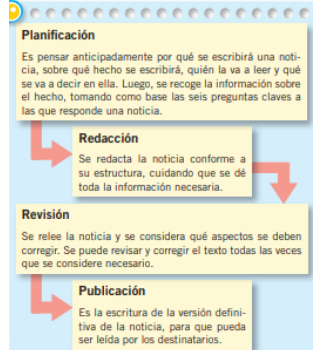 Planificación
Es pensar anticipadamente por qué se escribirá una noti-
cia, sobre qué hecho se escribirá, quién la va a leer y qué
se va a decir en ella. Luego, se recoge la información sobre
el hecho, tomando como base las seis preguntas claves a
las que responde una noticia.
Redacción
Se redacta la noticia conforme a
su estructura, cuidando que se dé
toda la información necesaria.
Revisión
Se relee la noticia y se considera qué aspectos se deben
corregir. Se puede revisar y corregir el texto todas las veces
que se considere necesario.
Publicación
Es la escritura de la versión defini-
tiva de la noticia, para que pueda
ser leída por los destinatarios.